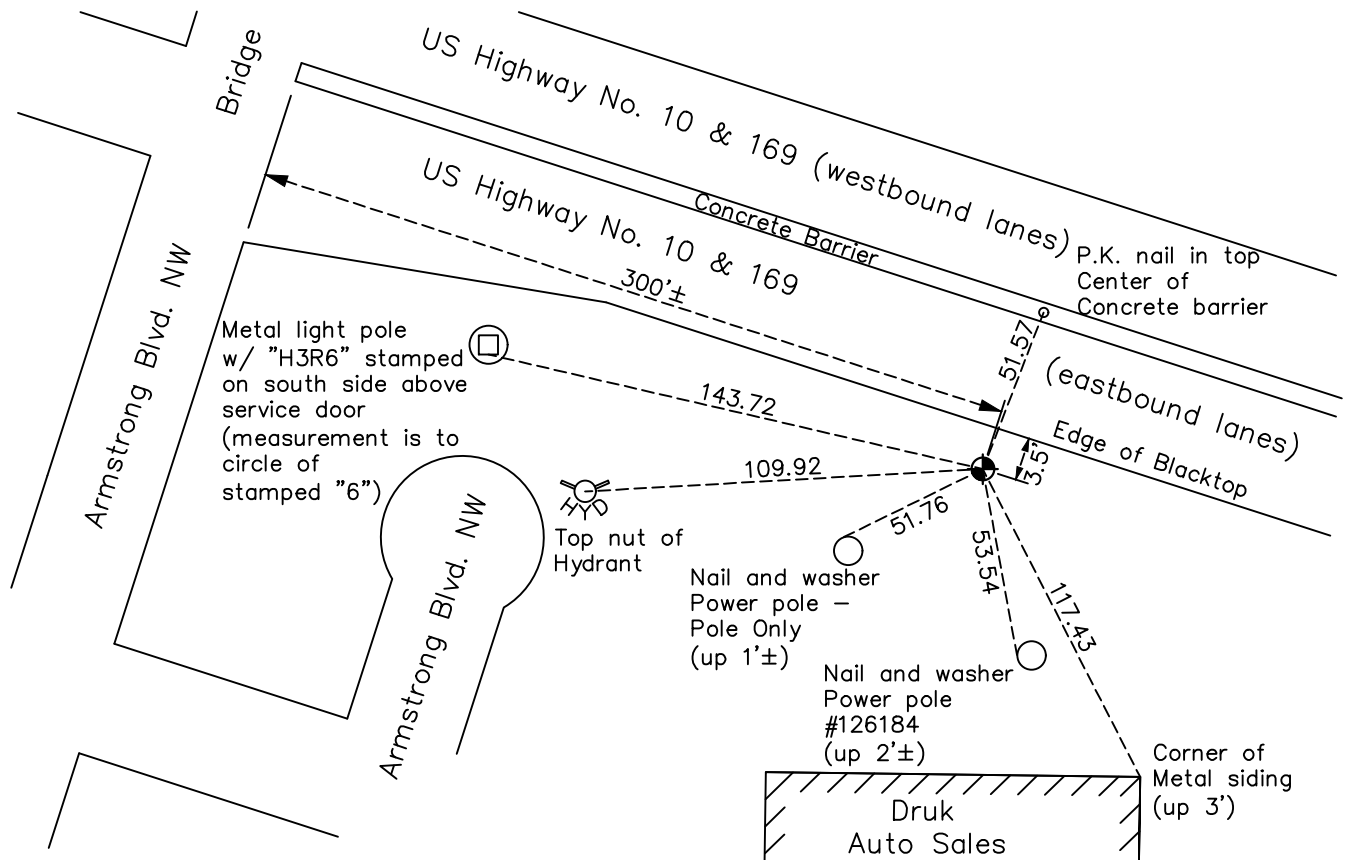 Bridge
US Highway No. 10 & 169 (westbound lanes)
US Highway No. 10 & 169
(eastbound lanes)
Concrete Barrier
300'±
P.K. nail in top
Center of
Concrete barrier
51.57
Edge of Blacktop
3.5'
Armstrong Blvd. NW
Metal light pole
w/ "H3R6" stamped
on south side above
service door
(measurement is to
circle of
stamped "6")
143.72
109.92
HYD
Top nut of
Hydrant
Armstrong Blvd. NW
51.76
Nail and washer
Power pole –
Pole Only
(up 1'±)
53.54
Nail and washer
Power pole
#126184
(up 2'±)
117.43
Corner of
Metal siding
(up 3')
Druk
Auto Sales